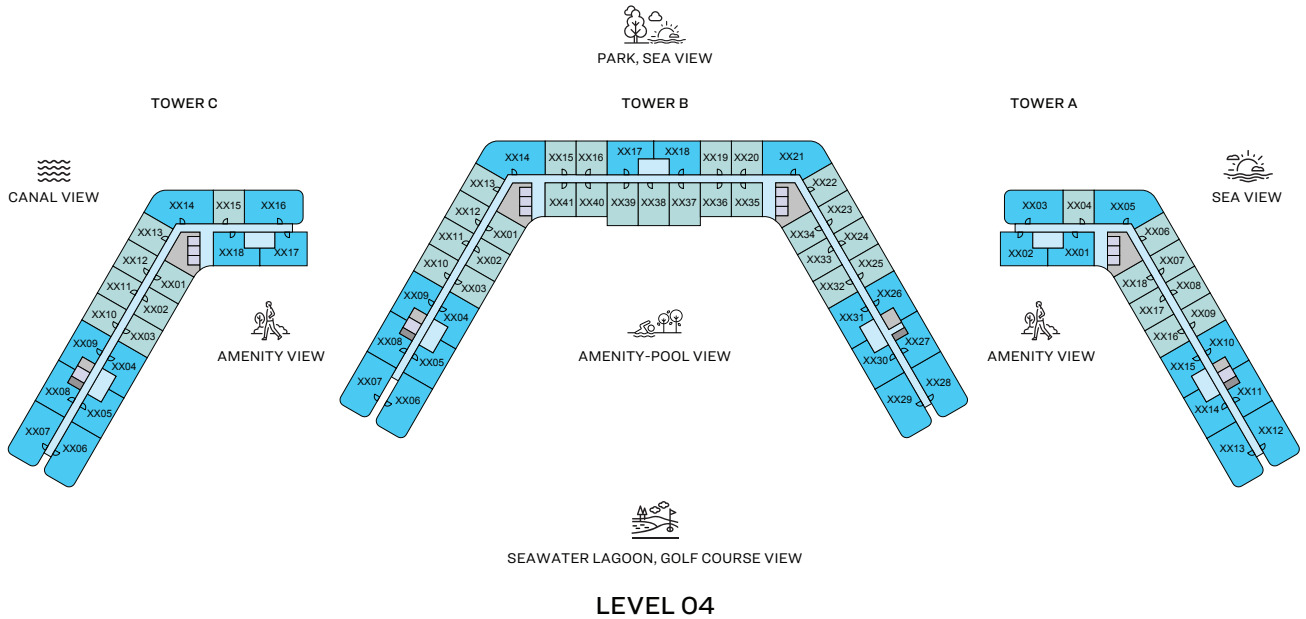 PARK, SEA VIEW
TOWER C
TOWER B
TOWER A
CANAL VIEW
SEA VIEW
XX14 XX15 XX16
XX13
XX12
XX11
XX10
XX09
XX08
XX07
XX18 XX17
XX01
XX02
XX03
XX04
XX05
XX06
XX14 XX15 XX16 XX17 XX18 XX19 XX20 XX21
XX13
XX12
XX11
XX10
XX09
XX08
XX07
XX41 XX40 XX39 XX38 XX37 XX36 XX35
XX01
XX02
XX03
XX04
XX05
XX06
XX22
XX23
XX24
XX25
XX26
XX27
XX28
XX34
XX33
XX32
XX31
XX30
XX29
XX03 XX04 XX05
XX02 XX01
XX06
XX07
XX08
XX09
XX10
XX11
XX12
XX18
XX17
XX16
XX15
XX14
XX13
AMENITY VIEW
AMENITY-POOL VIEW
AMENITY VIEW
SEAWATER LAGOON, GOLF COURSE VIEW
LEVEL 04